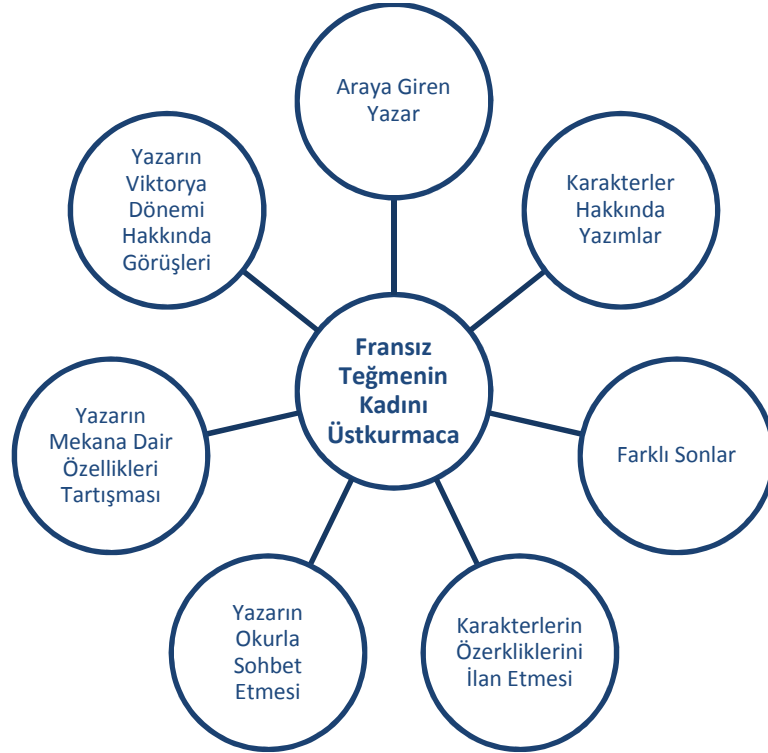 Araya Giren
Yazar
Karakterler
Hakkında
Yazımlar
Farklı Sonlar
Karakterlerin
Özerkliklerini
İlan Etmesi
Yazarın
Okurla
Sohbet
Etmesi
Yazarın
Mekana Dair
Özellikleri
Tartışması
Yazarın
Viktorya
Dönemi
Hakkında
Görüşleri
Fransız
Teğmenin
Kadını
Üstkurmaca